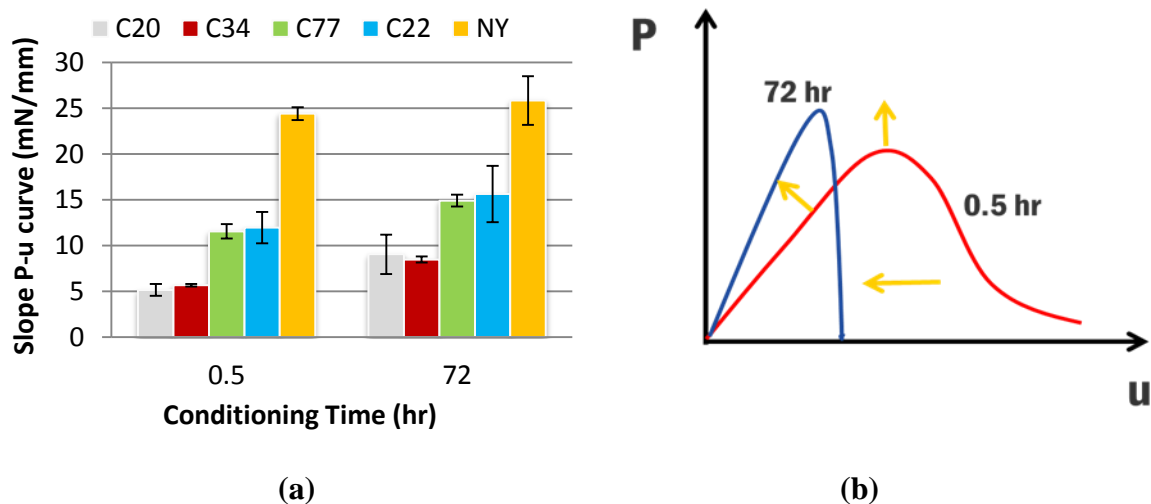 C20 C34 C77 C22 NY
Slope P-u curve (mN/mm)
30
25
20
15
10
5
0
0.5 72
Conditioning Time (hr)
(a)
P
72 hr
0.5 hr
u
(b)